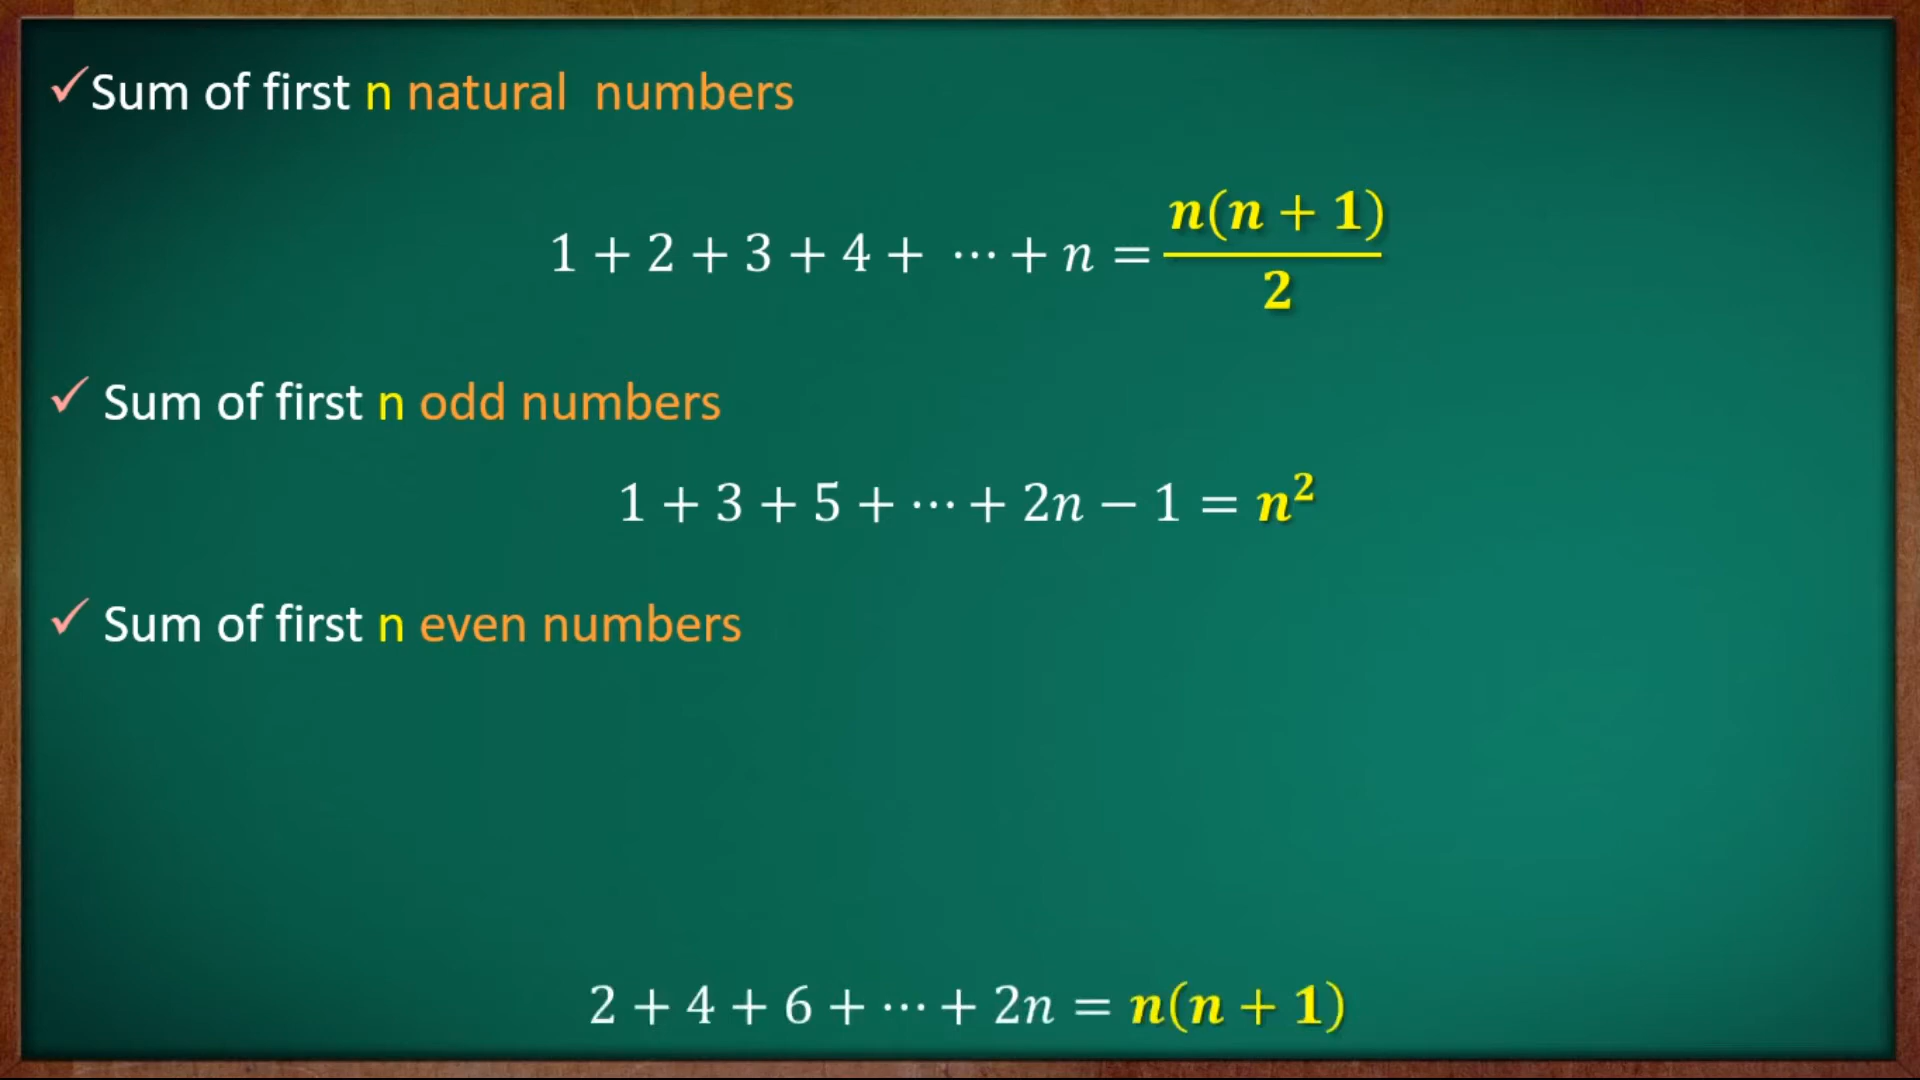 ✓Sum of first n natural numbers
1 + 2 + 3 + 4 + ⋯ + n = n(n + 1)/2
✓ Sum of first n odd numbers
1 + 3 + 5 + ⋯ + 2n − 1 = n²
✓ Sum of first n even numbers
2 + 4 + 6 + ⋯ + 2n = n(n + 1)